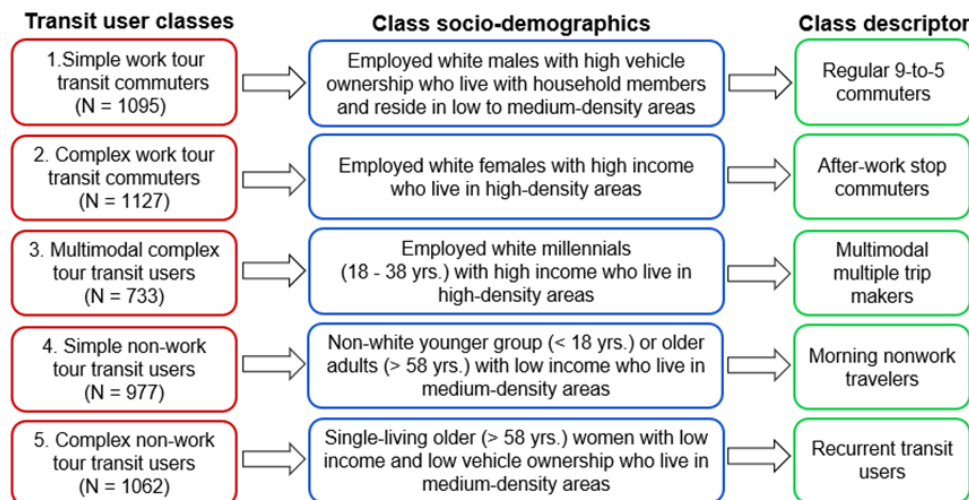 Transit user classes
Class socio-demographics
Class descriptor
1.Simple work tour
transit commuters
(N = 1095)
Employed white males with high vehicle
ownership who live with household members
and reside in low to medium-density areas
Regular 9-to-5
commuters
2. Complex work tour
transit commuters
(N = 1127)
Employed white females with high income
who live in high-density areas
After-work stop
commuters
3. Multimodal complex
tour transit users
(N = 733)
Employed white millennials
(18 - 38 yrs.) with high income who live in
high-density areas
Multimodal
multiple trip
makers
4. Simple non-work
tour transit users
(N = 977)
Non-white younger group (< 18 yrs.) or older
adults (> 58 yrs.) with low income who live in
medium-density areas
Morning nonwork
travelers
5. Complex non-work
tour transit users
(N = 1062)
Single-living older (> 58 yrs.) women with low
income and low vehicle ownership who live in
medium-density areas
Recurrent transit
users